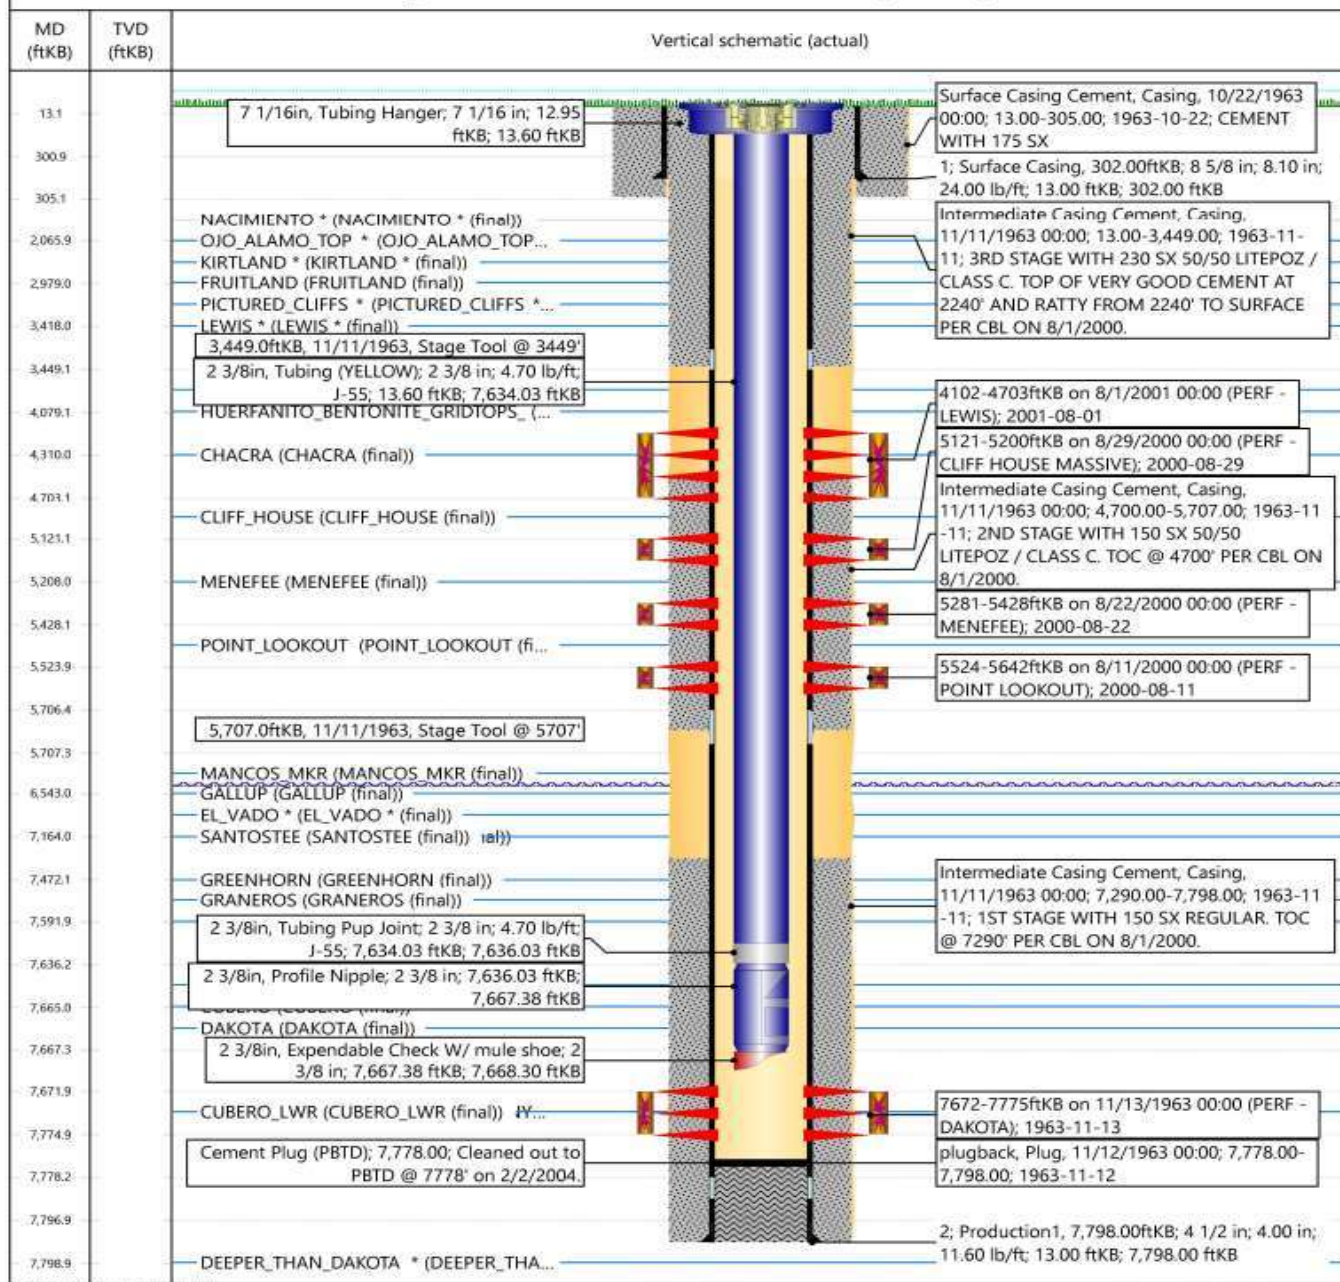 MD
(ftKB)
TVD
(ftKB)
Vertical schematic (actual)
13.1
300.9
305.1
2,065.9
2,979.0
3,418.0
3,449.1
4,079.1
4,310.0
4,703.1
5,121.1
5,208.0
5,428.1
5,523.9
5,706.4
5,707.3
6,543.0
7,164.0
7,472.1
7,591.9
7,636.2
7,665.0
7,667.3
7,671.9
7,774.9
7,778.2
7,796.9
7,798.9
7 1/16in, Tubing Hanger; 7 1/16 in; 12.95
ftKB; 13.60 ftKB
NACIMIENTO * (NACIMIENTO * (final))
OJO_ALAMO_TOP * (OJO_ALAMO_TOP...
KIRTLAND * (KIRTLAND * (final))
FRUITLAND (FRUITLAND (final))
PICTURED_CLIFFS * (PICTURED_CLIFFS *...
LEWIS * (LEWIS * (final))
3,449.0ftKB, 11/11/1963, Stage Tool @ 3449'
2 3/8in, Tubing (YELLOW); 2 3/8 in; 4.70 lb/ft;
J-55; 13.60 ftKB; 7,634.03 ftKB
HUERFANITO_BENTONITE_GRIDTOPS_ (...
CHACRA (CHACRA (final))
CLIFF_HOUSE (CLIFF_HOUSE (final))
MENEFEE (MENEFEE (final))
POINT_LOOKOUT (POINT_LOOKOUT (fi...
5,707.0ftKB, 11/11/1963, Stage Tool @ 5707'
MANCOS_MKR (MANCOS_MKR (final))
GALLUP (GALLUP (final))
EL_VADO * (EL_VADO * (final))
SANTOSTEE (SANTOSTEE (final)) al))
GREENHORN (GREENHORN (final))
GRANEROS (GRANEROS (final))
2 3/8in, Tubing Pup Joint; 2 3/8 in; 4.70 lb/ft;
J-55; 7,634.03 ftKB; 7,636.03 ftKB
2 3/8in, Profile Nipple; 2 3/8 in; 7,636.03 ftKB;
7,667.38 ftKB
CUBERO (CUBERO (final))
DAKOTA (DAKOTA (final))
2 3/8in, Expendable Check W/ mule shoe; 2
3/8 in; 7,667.38 ftKB; 7,668.30 ftKB
CUBERO_LWR (CUBERO_LWR (final))
Cement Plug (PBTD); 7,778.00; Cleaned out to
PBTD @ 7778' on 2/2/2004.
DEEPER_THAN_DAKOTA * (DEEPER_THA...
Surface Casing Cement, Casing, 10/22/1963
00:00; 13.00-305.00; 1963-10-22; CEMENT
WITH 175 SX
1; Surface Casing, 302.00ftKB; 8 5/8 in; 8.10 in;
24.00 lb/ft; 13.00 ftKB; 302.00 ftKB
Intermediate Casing Cement, Casing,
11/11/1963 00:00; 13.00-3,449.00; 1963-11-
11; 3RD STAGE WITH 230 SX 50/50 LITEPOZ /
CLASS C. TOP OF VERY GOOD CEMENT AT
2240' AND RATTY FROM 2240' TO SURFACE
PER CBL ON 8/1/2000.
4102-4703ftKB on 8/1/2001 00:00 (PERF -
LEWIS); 2001-08-01
5121-5200ftKB on 8/29/2000 00:00 (PERF -
CLIFF HOUSE MASSIVE); 2000-08-29
Intermediate Casing Cement, Casing,
11/11/1963 00:00; 4,700.00-5,707.00; 1963-11
-11; 2ND STAGE WITH 150 SX 50/50
LITEPOZ / CLASS C. TOC @ 4700' PER CBL ON
8/1/2000.
5281-5428ftKB on 8/22/2000 00:00 (PERF -
MENEFEE); 2000-08-22
5524-5642ftKB on 8/11/2000 00:00 (PERF -
POINT LOOKOUT); 2000-08-11
Intermediate Casing Cement, Casing,
11/11/1963 00:00; 7,290.00-7,798.00; 1963-11
-11; 1ST STAGE WITH 150 SX REGULAR. TOC
@ 7290' PER CBL ON 8/1/2000.
7672-7775ftKB on 11/13/1963 00:00 (PERF -
DAKOTA); 1963-11-13
plugback, Plug, 11/12/1963 00:00; 7,778.00-
7,798.00; 1963-11-12
2; Production1, 7,798.00ftKB; 4 1/2 in; 4.00 in;
11.60 lb/ft; 13.00 ftKB; 7,798.00 ftKB